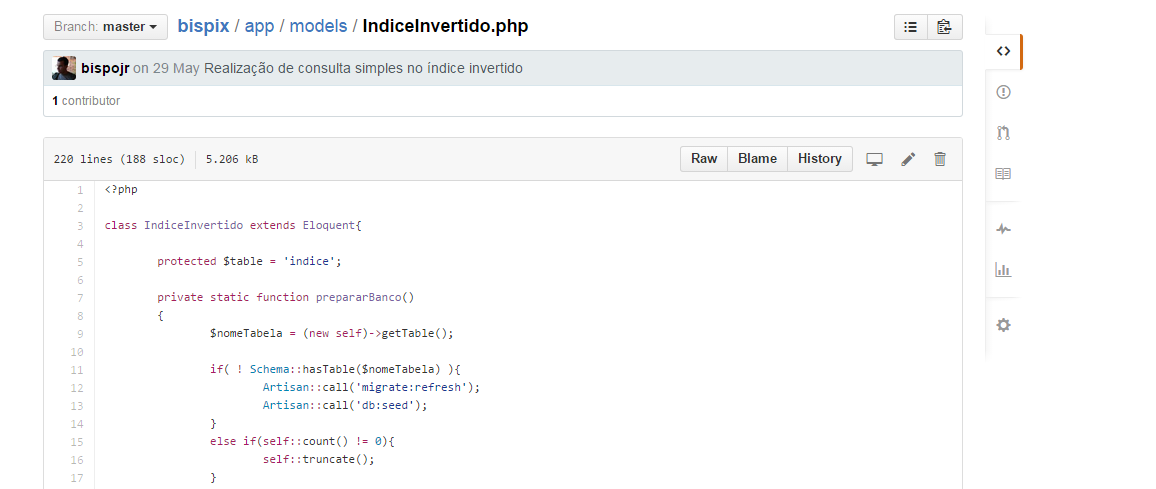 Branch: master bispix / app / models / IndiceInvertido.php
bispojr on 29 May Realização de consulta simples no índice invertido
1 contributor
220 lines (188 sloc) 5.206 kB Raw Blame History
1 <?php
2
3 class IndiceInvertido extends Eloquent{
4
5 protected $table = 'indice';
6
7 private static function prepararBanco()
8 {
9 $nomeTabela = (new self)->getTable();
10
11 if( ! Schema::hasTable($nomeTabela) ){
12 Artisan::call('migrate:refresh');
13 Artisan::call('db:seed');
14 }
15 else if(self::count() != 0){
16 self::truncate();
17 }